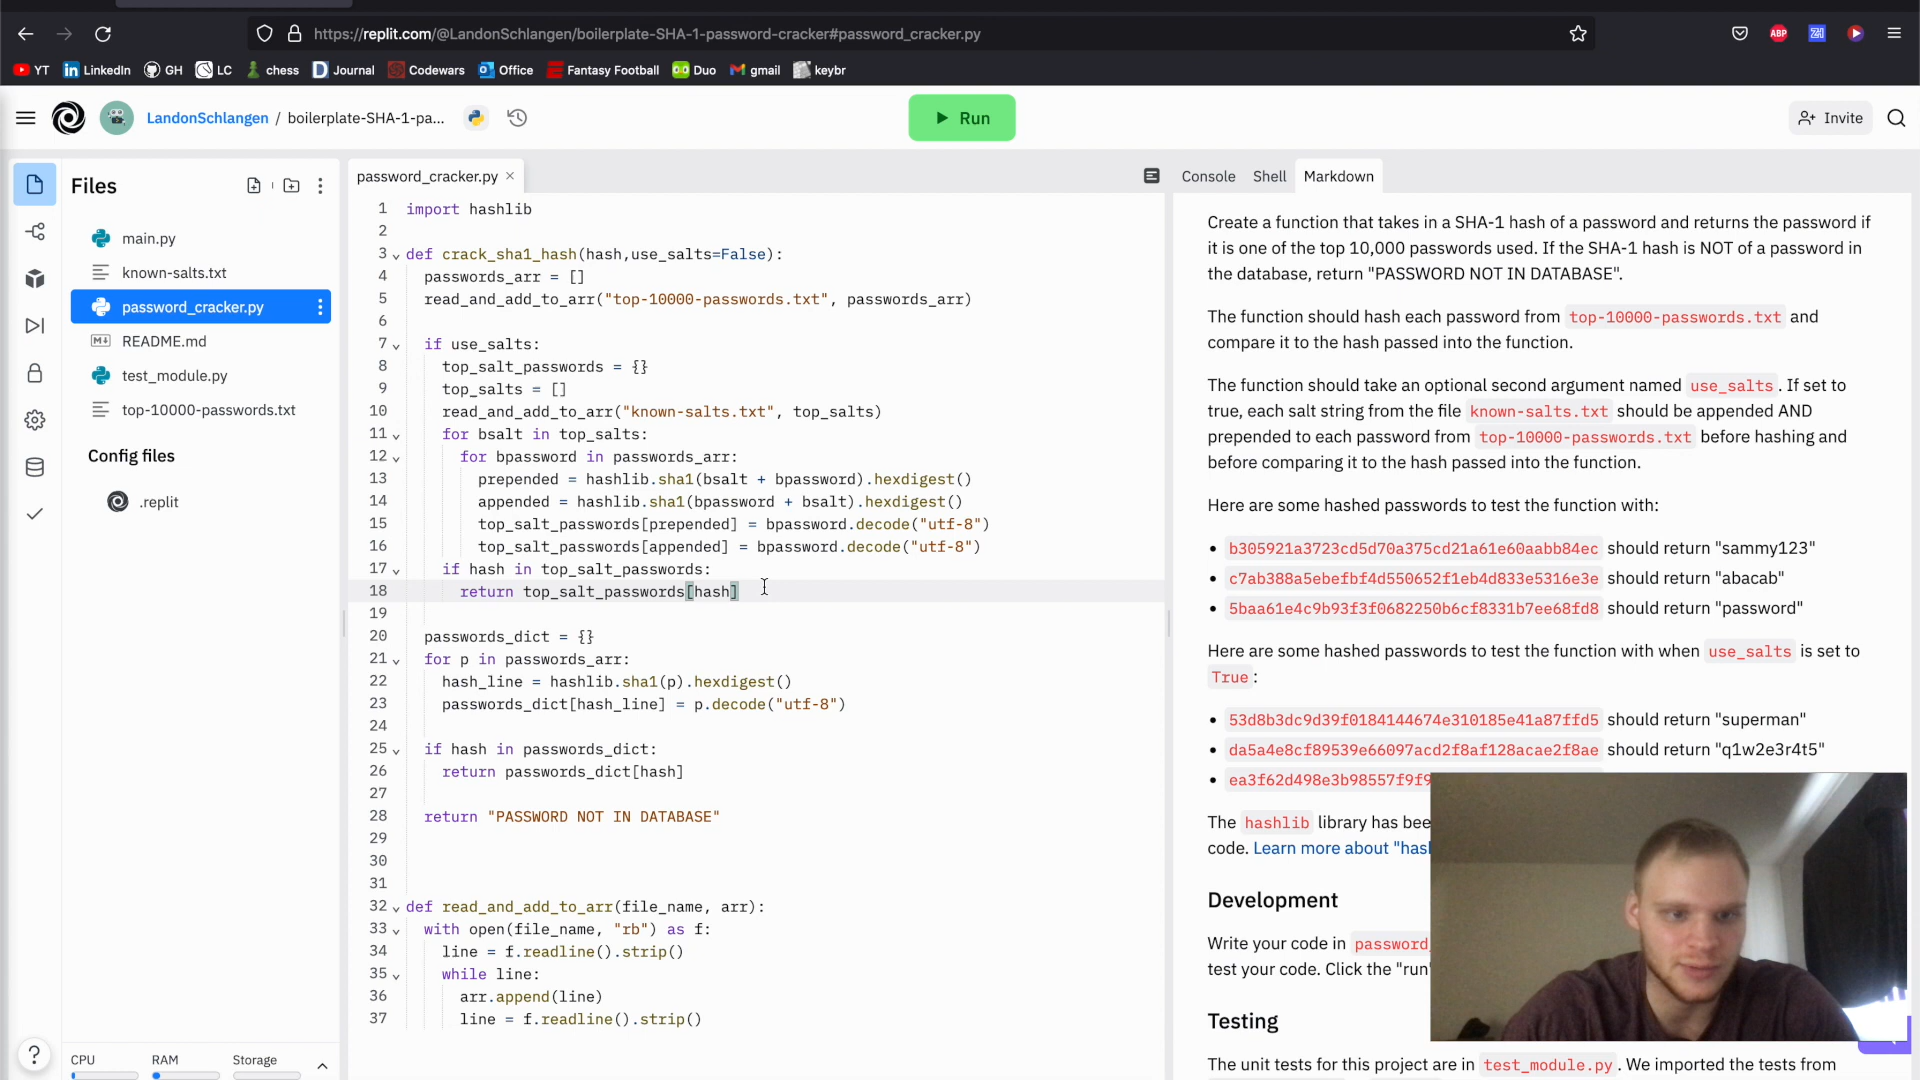 https://replit.com/@LandonSchlangen/boilerplate-SHA-1-password-cracker#password_cracker.py
ABP
YT
LinkedIn
GH
LC
chess
Journal
Codewars
Office
Fantasy Football
Duo
gmail
keybr
LandonSchlangen / boilerplate-SHA-1-pa...
Run
Invite
Files
main.py
known-salts.txt
password_cracker.py
README.md
test_module.py
top-10000-passwords.txt
Config files
.replit
CPU
RAM
Storage
password_cracker.py
1 import hashlib
2
3 def crack_sha1_hash(hash,use_salts=False):
4 passwords_arr = []
5 read_and_add_to_arr("top-10000-passwords.txt", passwords_arr)
6
7 if use_salts:
8 top_salt_passwords = {}
9 top_salts = []
10 read_and_add_to_arr("known-salts.txt", top_salts)
11 for bsalt in top_salts:
12 for bpassword in passwords_arr:
13 prepended = hashlib.sha1(bsalt + bpassword).hexdigest()
14 appended = hashlib.sha1(bpassword + bsalt).hexdigest()
15 top_salt_passwords[prepended] = bpassword.decode("utf-8")
16 top_salt_passwords[appended] = bpassword.decode("utf-8")
17 if hash in top_salt_passwords:
18 return top_salt_passwords[hash]
19
20 passwords_dict = {}
21 for p in passwords_arr:
22 hash_line = hashlib.sha1(p).hexdigest()
23 passwords_dict[hash_line] = p.decode("utf-8")
24
25 if hash in passwords_dict:
26 return passwords_dict[hash]
27
28 return "PASSWORD NOT IN DATABASE"
29
30
31
32 def read_and_add_to_arr(file_name, arr):
33 with open(file_name, "rb") as f:
34 line = f.readline().strip()
35 while line:
36 arr.append(line)
37 line = f.readline().strip()
Console Shell Markdown
Create a function that takes in a SHA-1 hash of a password and returns the password if
it is one of the top 10,000 passwords used. If the SHA-1 hash is NOT of a password in
the database, return "PASSWORD NOT IN DATABASE".
The function should hash each password from top-10000-passwords.txt and
compare it to the hash passed into the function.
The function should take an optional second argument named use_salts . If set to
true, each salt string from the file known-salts.txt should be appended AND
prepended to each password from top-10000-passwords.txt before hashing and
before comparing it to the hash passed into the function.
Here are some hashed passwords to test the function with:
• b305921a3723cd5d70a375cd21a61e60aabb84ec should return "sammy123"
• c7ab388a5ebefbf4d550652f1eb4d833e5316e3e should return "abacab"
• 5baa61e4c9b93f3f0682250b6cf8331b7ee68fd8 should return "password"
Here are some hashed passwords to test the function with when use_salts is set to
True :
• 53d8b3dc9d39f0184144674e310185e41a87ffd5 should return "superman"
• da5a4e8cf89539e66097acd2f8af128acae2f8ae should return "q1w2e3r4t5"
• ea3f62d498e3b98557f9f9
The hashlib library has bee
code. Learn more about "has
Development
Write your code in password_
test your code. Click the "run"
Testing
The unit tests for this project are in test_module.py . We imported the tests from